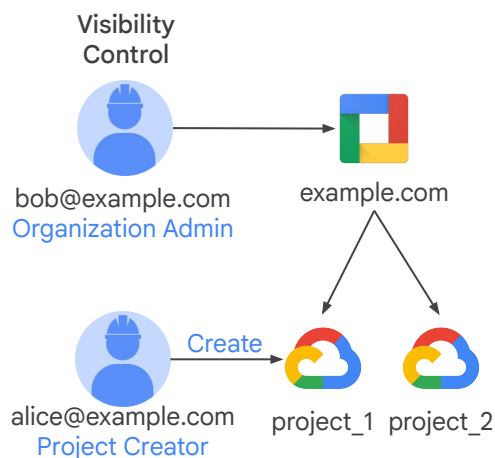 Visibility
Control
bob@example.com
Organization Admin
example.com
Create
alice@example.com
Project Creator
project_1
project_2